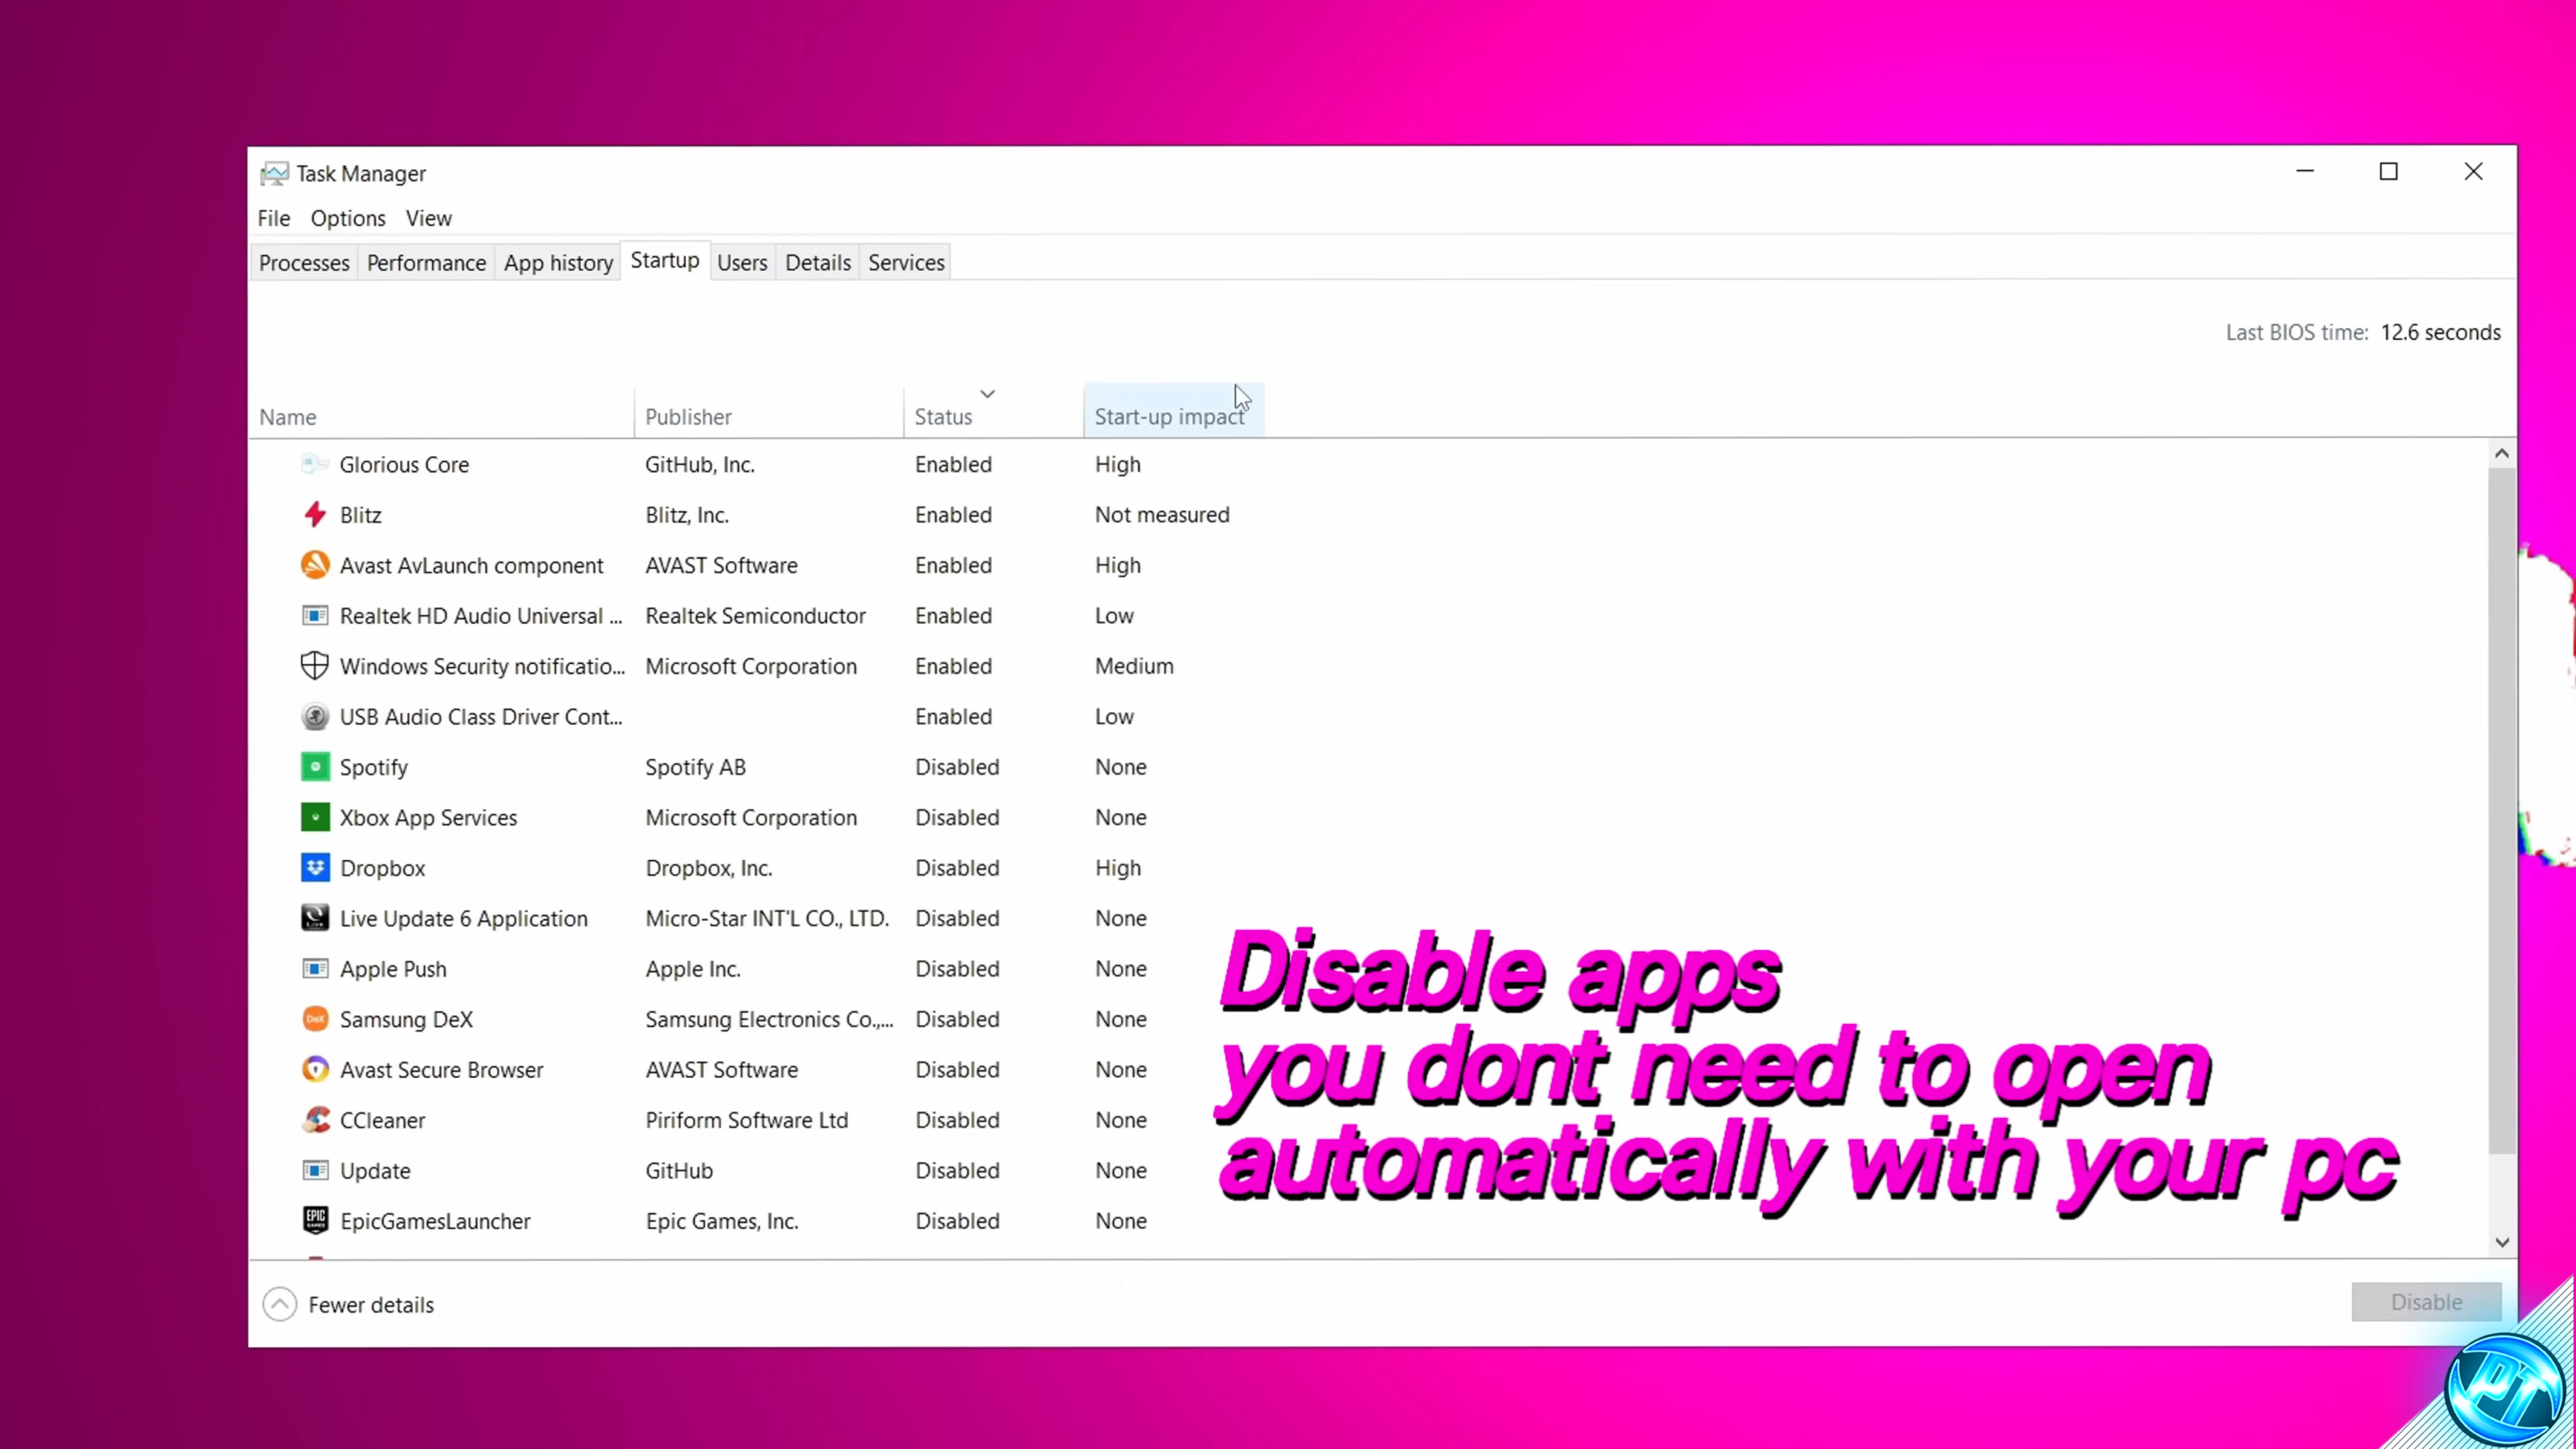 Task Manager
File Options View
Processes Performance App history Startup Users Details Services
Last BIOS time: 12.6 seconds
Name Publisher Status Start-up impact
Glorious Core GitHub, Inc. Enabled High
Blitz Blitz, Inc. Enabled Not measured
Avast AvLaunch component AVAST Software Enabled High
Realtek HD Audio Universal ... Realtek Semiconductor Enabled Low
Windows Security notificatio... Microsoft Corporation Enabled Medium
USB Audio Class Driver Cont... Enabled Low
Spotify Spotify AB Disabled None
Xbox App Services Microsoft Corporation Disabled None
Dropbox Dropbox, Inc. Disabled High
Live Update 6 Application Micro-Star INT'L CO., LTD. Disabled None
Apple Push Apple Inc. Disabled None
DeX Samsung DeX Samsung Electronics Co.,... Disabled None
Avast Secure Browser AVAST Software Disabled None
CCleaner Piriform Software Ltd Disabled None
Update GitHub Disabled None
EPIC GAMES EpicGamesLauncher Epic Games, Inc. Disabled None
Disable apps
you dont need to open
automatically with your pc
Fewer details
Disable
PT